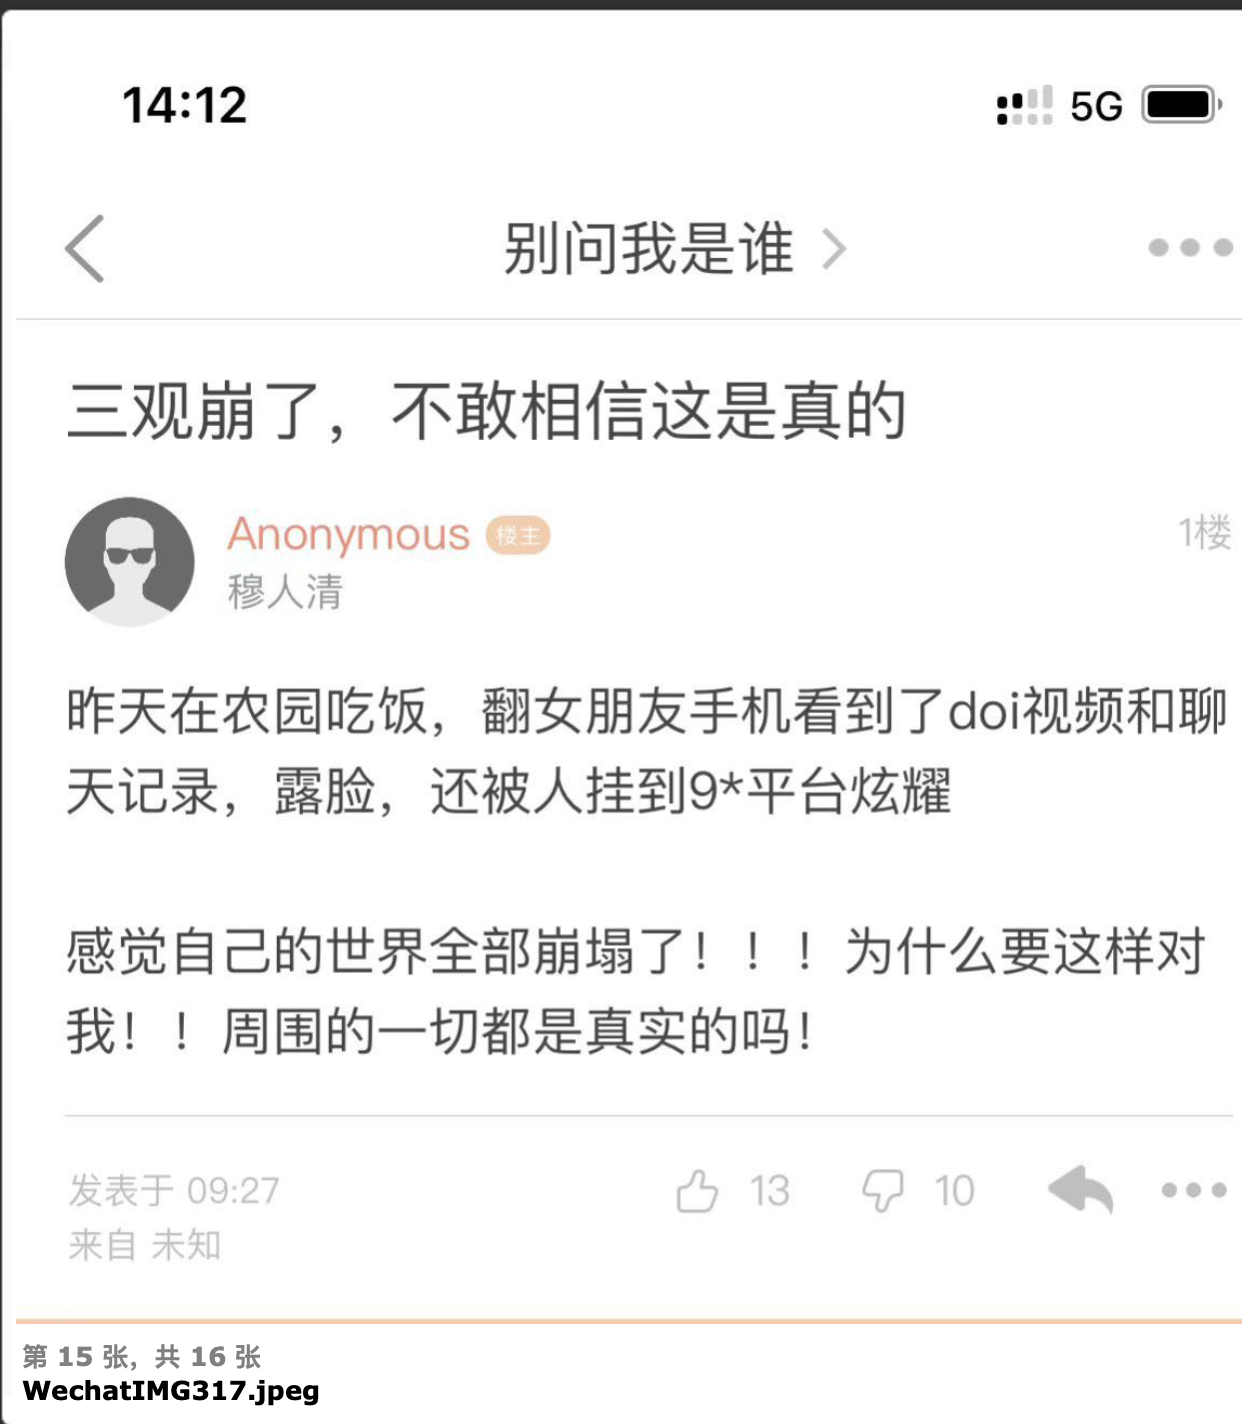 14:12 5G
别问我是谁
三观崩了，不敢相信这是真的
Anonymous 楼主 1楼
穆人清
昨天在农园吃饭，翻女朋友手机看到了doi视频和聊
天记录，露脸，还被人挂到9*平台炫耀
感觉自己的世界全部崩塌了！！！为什么要这样对
我！！周围的一切都是真实的吗！
发表于 09:27 13 10
来自 未知
第 15 张，共 16 张
WechatIMG317.jpeg